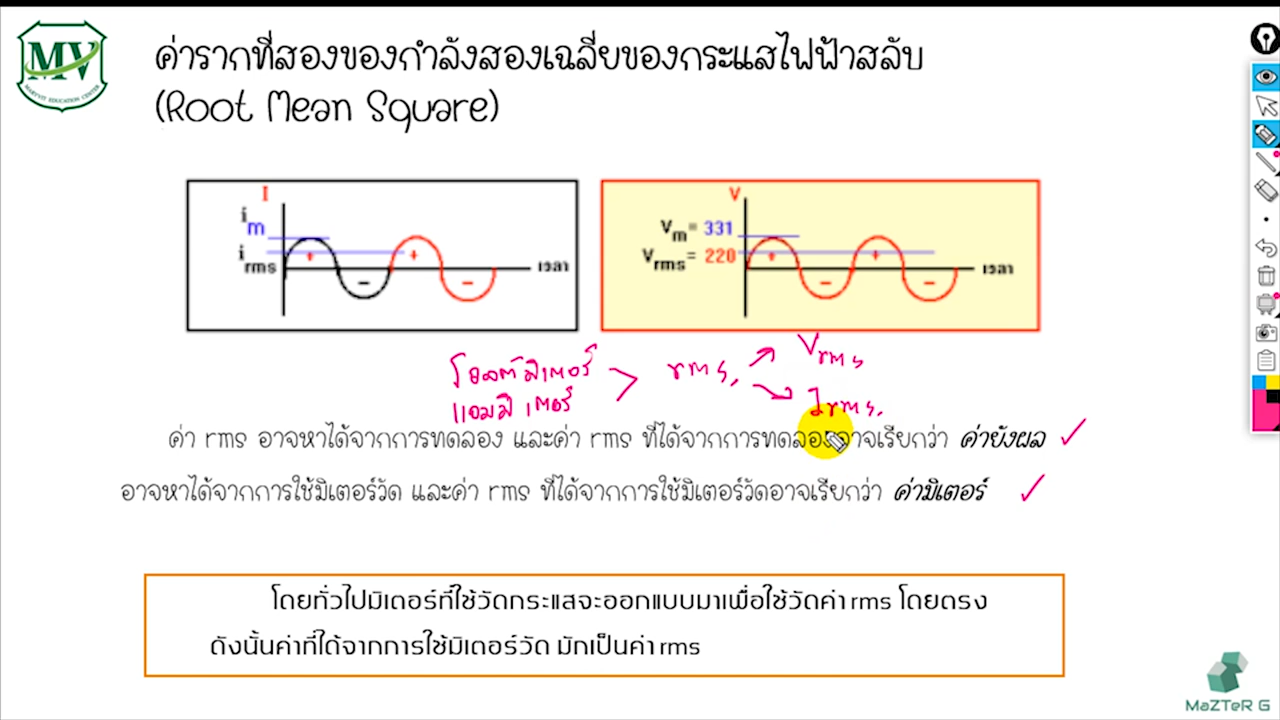 MV
MARYVIT EDUCATION CENTER
ค่ารากที่สองของกำลังสองเฉลี่ยของกระแสไฟฟ้าสลับ
(Root Mean Square)
I
im
irms
+ +
- -
เวลา
V
Vm = 331
Vrms = 220
+ +
- -
เวลา
โวลต์มิเตอร์
แอมมิเตอร์
> rms.
Vrms
Irms.
ค่า rms อาจหาได้จากการทดลอง และค่า rms ที่ได้จากการทดลองอาจเรียกว่า ค่ายังผล
อาจหาได้จากการใช้มิเตอร์วัด และค่า rms ที่ได้จากการใช้มิเตอร์วัดอาจเรียกว่า ค่ามิเตอร์
โดยทั่วไปมิเตอร์ที่ใช้วัดกระแสจะออกแบบมาเพื่อใช้วัดค่า rms โดยตรง
ดังนั้นค่าที่ได้จากการใช้มิเตอร์วัด มักเป็นค่า rms
MaZTeR G